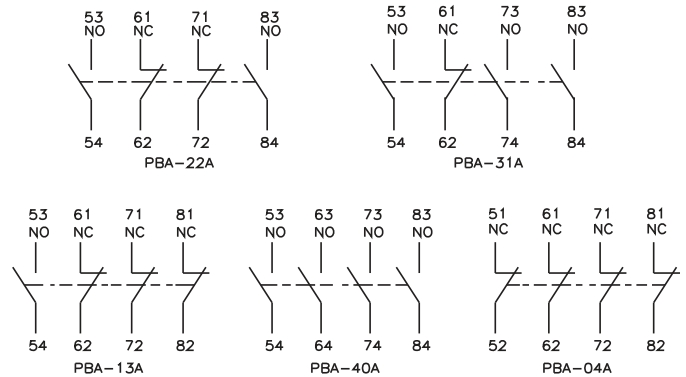 53 61 71 83
NO NC NC NO
54 62 72 84
PBA-22A
53 61 73 83
NO NC NO NO
54 62 74 84
PBA-31A
53 61 71 81
NO NC NC NC
54 62 72 82
PBA-13A
53 63 73 83
NO NO NO NO
54 64 74 84
PBA-40A
51 61 71 81
NC NC NC NC
52 62 72 82
PBA-04A